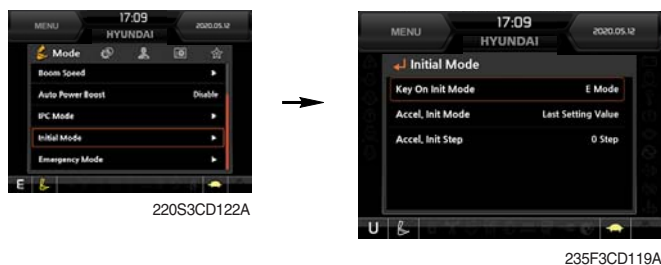 MENU
17:09
HYUNDAI
2020.05.12
Mode
Boom Speed
Auto Power Boost Disable
IPC Mode
Initial Mode
Emergency Mode
E
220S3CD122A
MENU
17:09
HYUNDAI
2020.05.12
Initial Mode
Key On Init Mode E Mode
Accel, Init Mode Last Setting Value
Accel, Init Step 0 Step
U
235F3CD119A